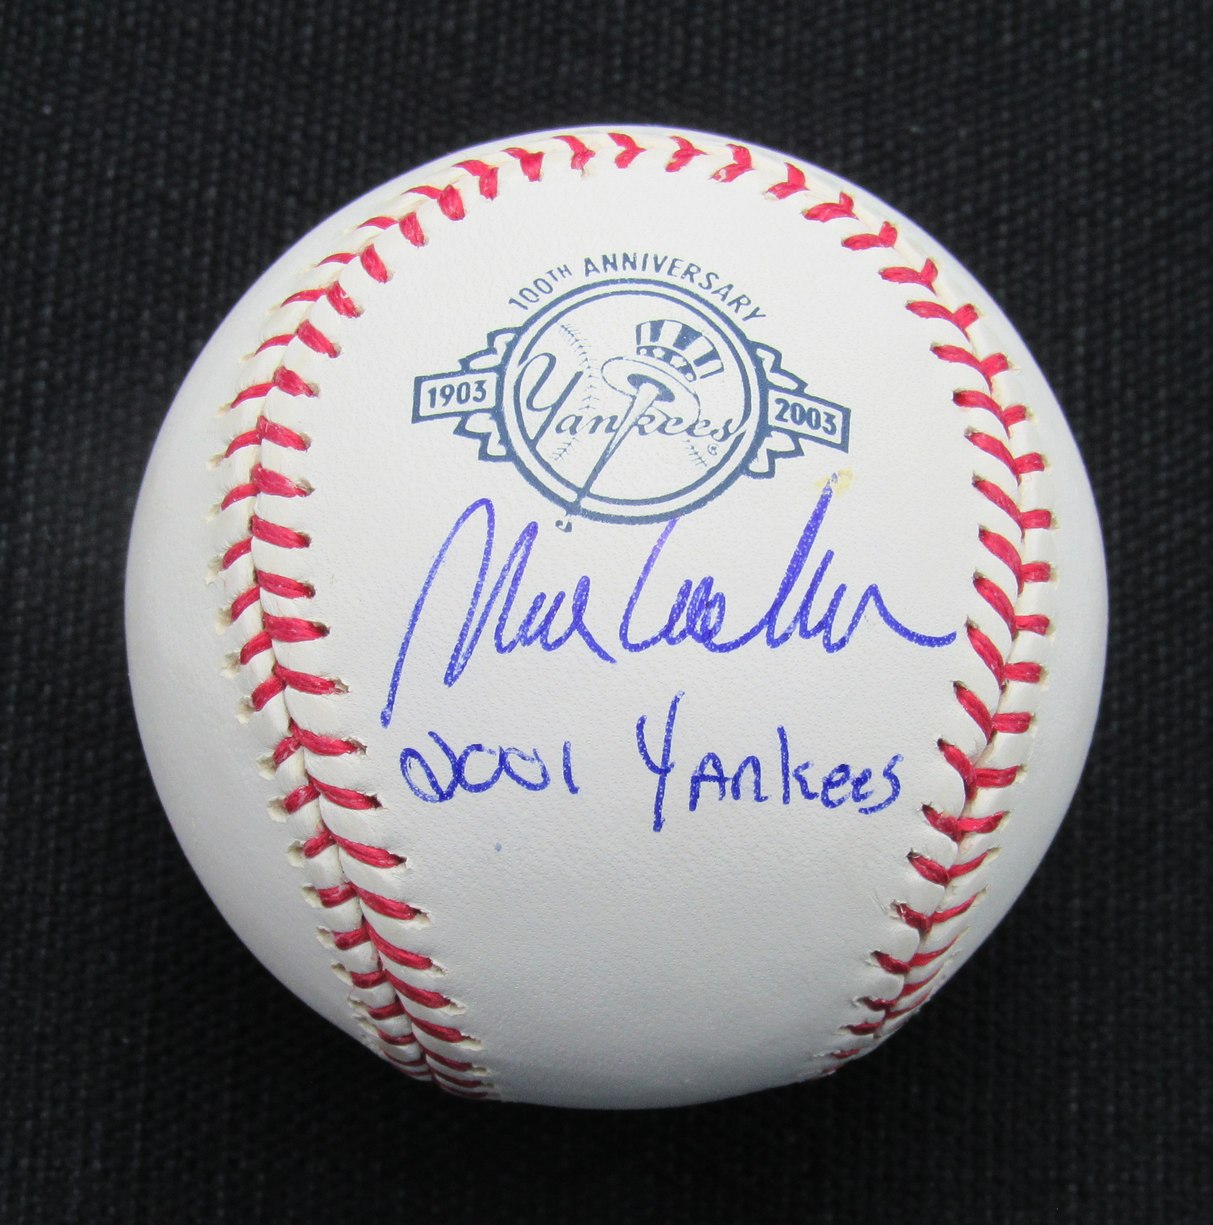 100TH ANNIVERSARY
1903 Yankees 2003
2001 Yankees